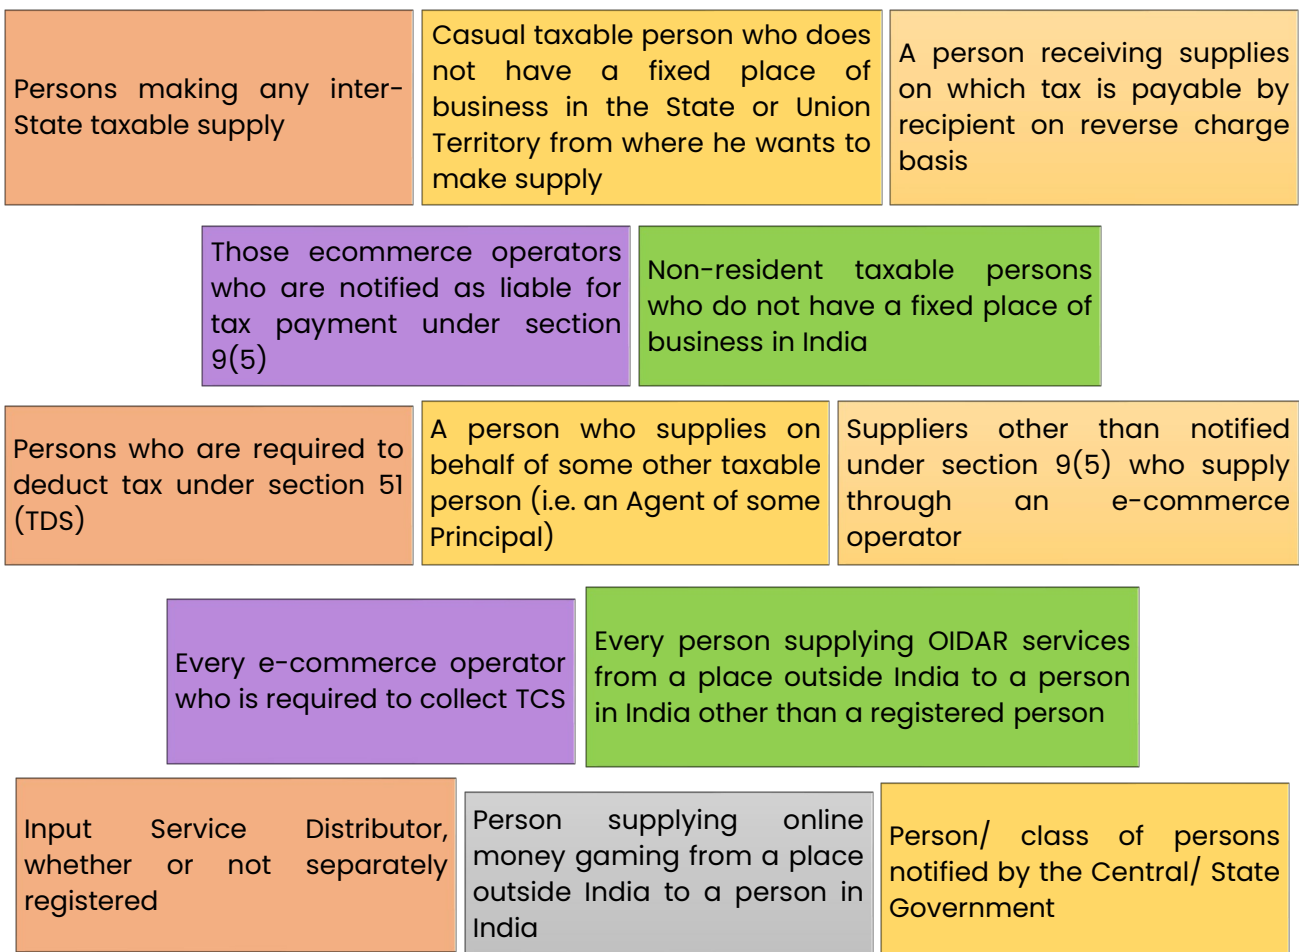 Persons making any inter-
State taxable supply
Casual taxable person who does
not have a fixed place of
business in the State or Union
Territory from where he wants to
make supply
A person receiving supplies
on which tax is payable by
recipient on reverse charge
basis
Those ecommerce operators
who are notified as liable for
tax payment under section
9(5)
Non-resident taxable persons
who do not have a fixed place of
business in India
Persons who are required to
deduct tax under section 51
(TDS)
A person who supplies on
behalf of some other taxable
person (i.e. an Agent of some
Principal)
Suppliers other than notified
under section 9(5) who supply
through an e-commerce
operator
Every e-commerce operator
who is required to collect TCS
Every person supplying OIDAR services
from a place outside India to a person
in India other than a registered person
Input Service Distributor,
whether or not separately
registered
Person supplying online
money gaming from a place
outside India to a person in
India
Person/ class of persons
notified by the Central/ State
Government